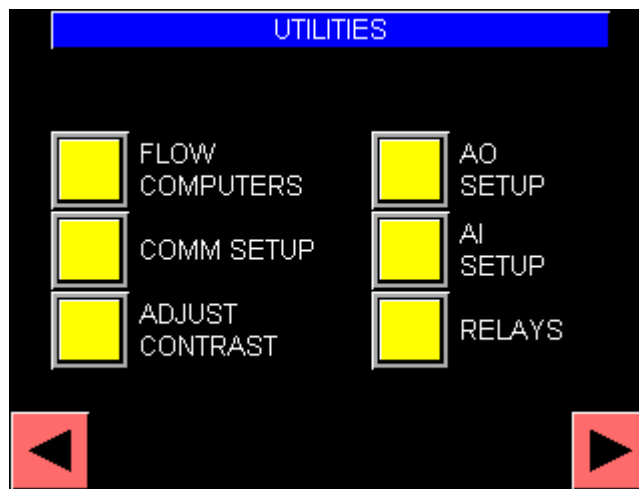 UTILITIES
FLOW
COMPUTERS
AO
SETUP
COMM SETUP
AI
SETUP
ADJUST
CONTRAST
RELAYS